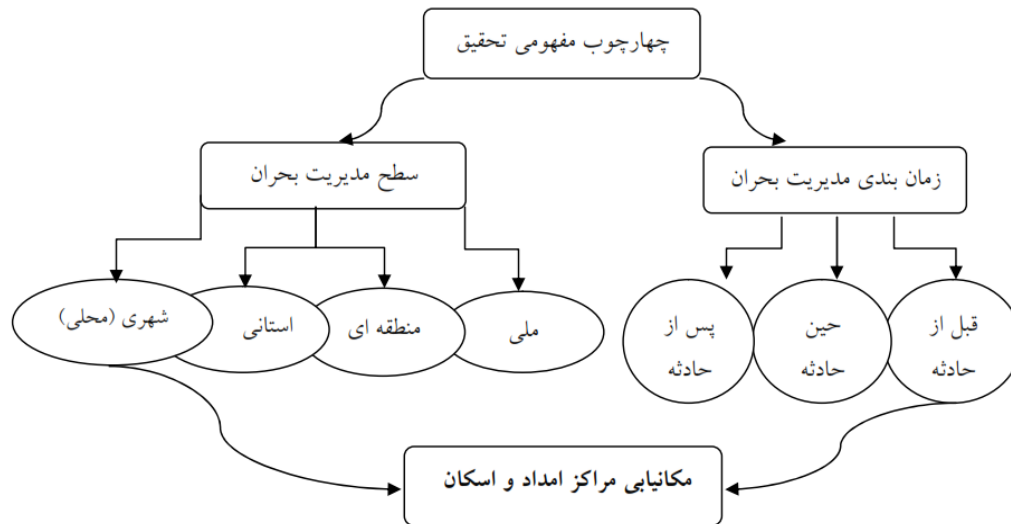 چهارچوب مفهومی تحقیق
زمان بندی مدیریت بحران
سطح مدیریت بحران
قبل از
حادثه
حین
حادثه
پس از
حادثه
ملی
منطقه ای
استانی
شهری (محلی)
مکانیابی مراکز امداد و اسکان